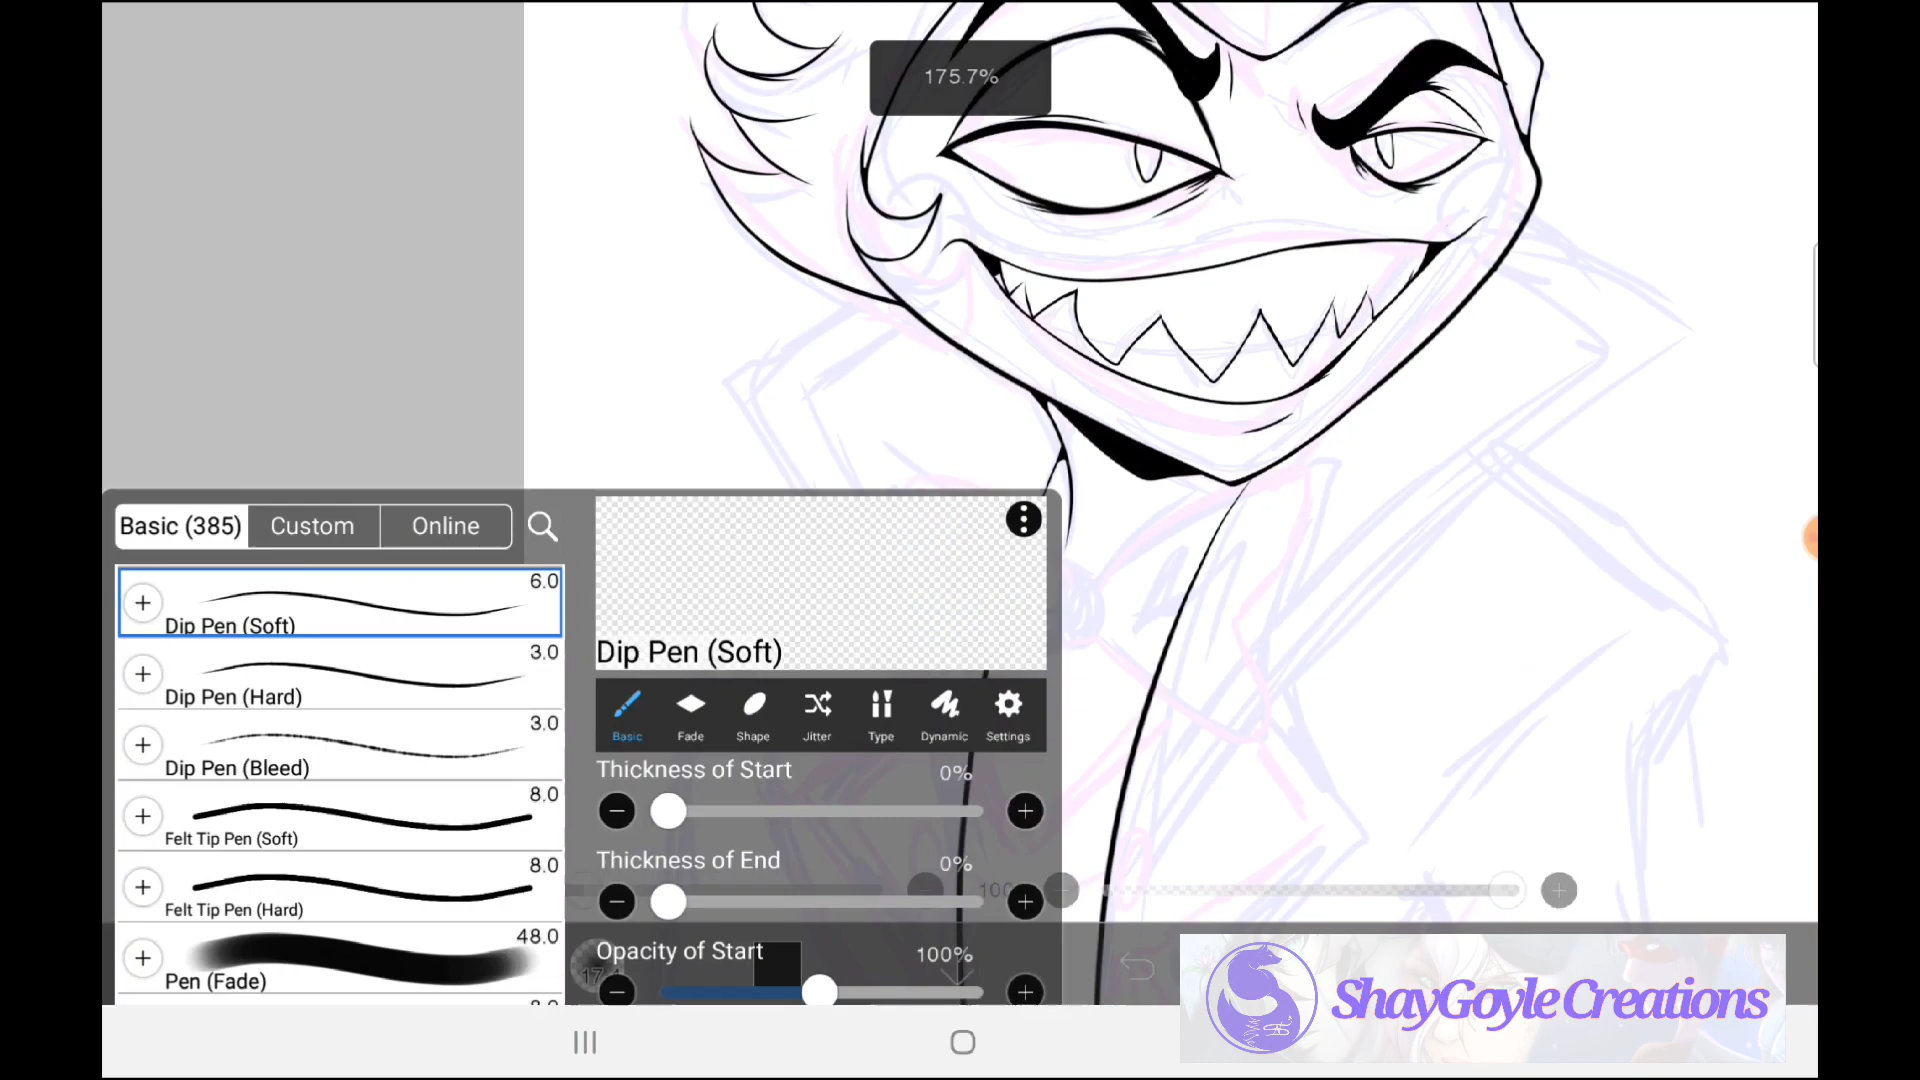 175.7%
Basic (385)
Custom
Online
6.0
Dip Pen (Soft)
3.0
Dip Pen (Hard)
3.0
Dip Pen (Bleed)
8.0
Felt Tip Pen (Soft)
8.0
Felt Tip Pen (Hard)
48.0
Pen (Fade)
Dip Pen (Soft)
Basic
Fade
Shape
Jitter
Type
Dynamic
Settings
Thickness of Start
0%
Thickness of End
0%
Opacity of Start
100%
ShayGoyle Creations